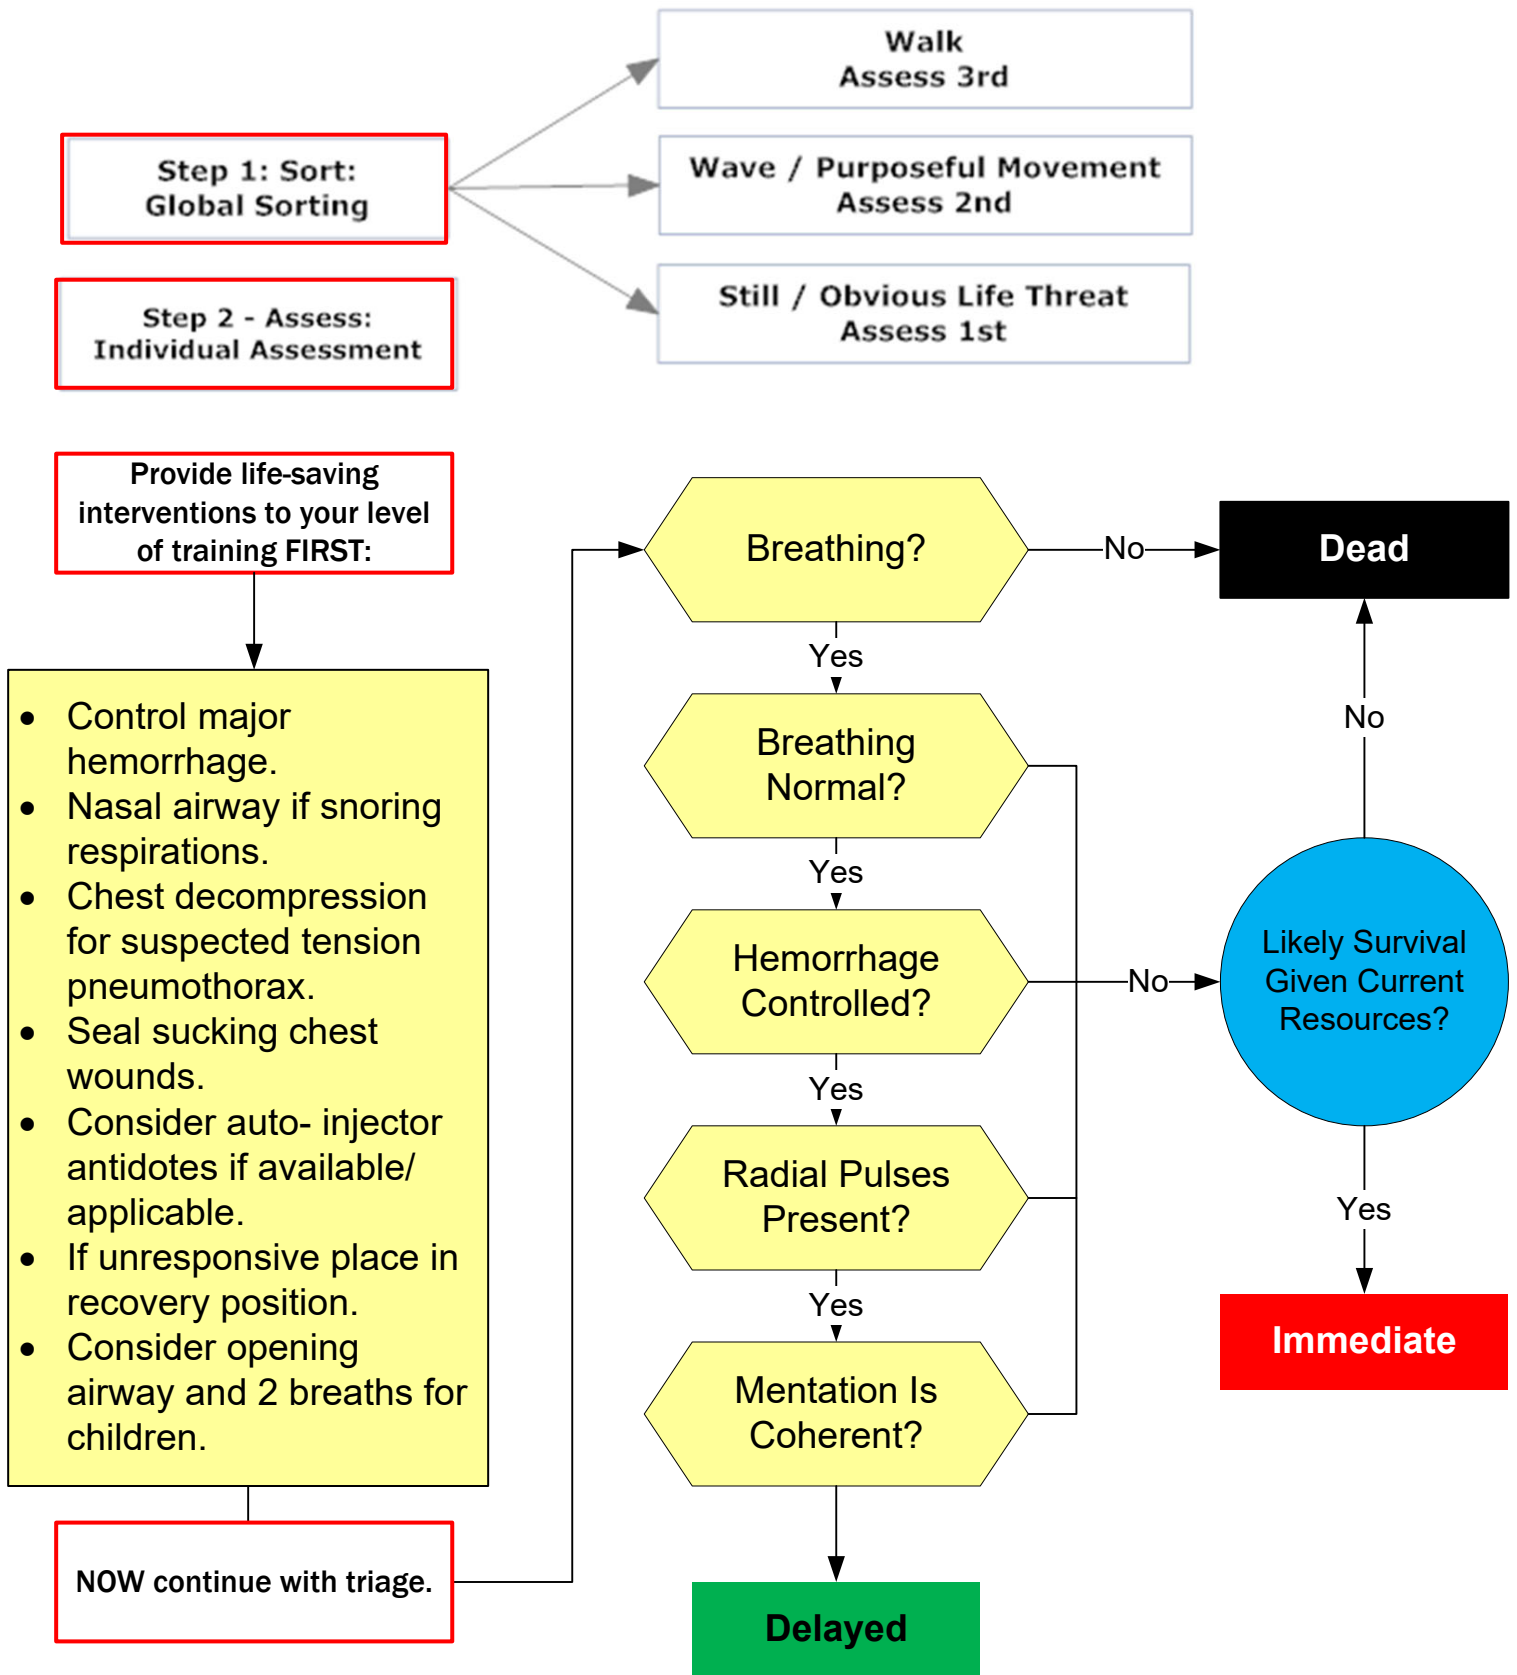 Walk
Assess 3rd
Step 1: Sort:
Global Sorting
Wave / Purposeful Movement
Assess 2nd
Still / Obvious Life Threat
Assess 1st
Step 2 - Assess:
Individual Assessment
Provide life-saving
interventions to your level
of training FIRST:
• Control major
hemorrhage.
• Nasal airway if snoring
respirations.
• Chest decompression
for suspected tension
pneumothorax.
• Seal sucking chest
wounds.
• Consider auto- injector
antidotes if available/
applicable.
• If unresponsive place in
recovery position.
• Consider opening
airway and 2 breaths for
children.
NOW continue with triage.
Breathing?
No
Dead
Yes
Breathing
Normal?
Yes
Hemorrhage
Controlled?
No
Likely Survival
Given Current
Resources?
No
Yes
Immediate
Yes
Radial Pulses
Present?
Yes
Mentation Is
Coherent?
Delayed